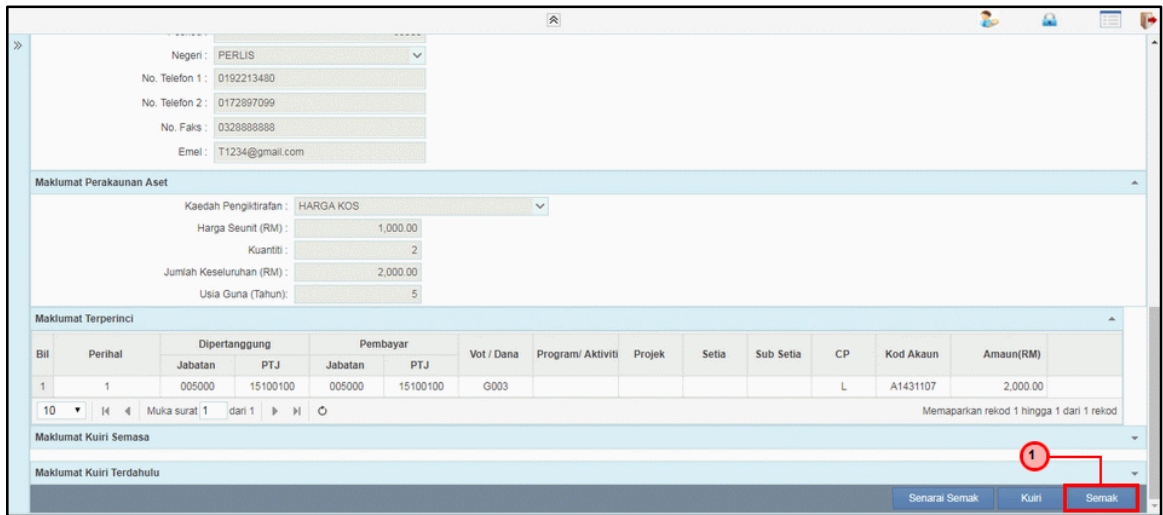 Negeri : PERLIS
No. Telefon 1 : 0192213480
No. Telefon 2 : 0172897099
No. Faks : 0328888888
Emel : T1234@gmail.com
Maklumat Perakaunan Aset
Kaedah Pengiktirafan : HARGA KOS
Harga Seunit (RM) : 1,000.00
Kuantiti : 2
Jumlah Keseluruhan (RM) : 2,000.00
Usia Guna (Tahun): 5
Maklumat Terperinci
Bil Perihal Dipertanggung Pembayar Vot / Dana Program/ Aktiviti Projek Setia Sub Setia CP Kod Akaun Amaun(RM)
Jabatan PTJ Jabatan PTJ
1 1 005000 15100100 005000 15100100 G003 L A1431107 2,000.00
10 Muka surat 1 dari 1 Memaparkan rekod 1 hingga 1 dari 1 rekod
Maklumat Kuiri Semasa
1
Maklumat Kuiri Terdahulu
Senarai Semak Kuiri Semak